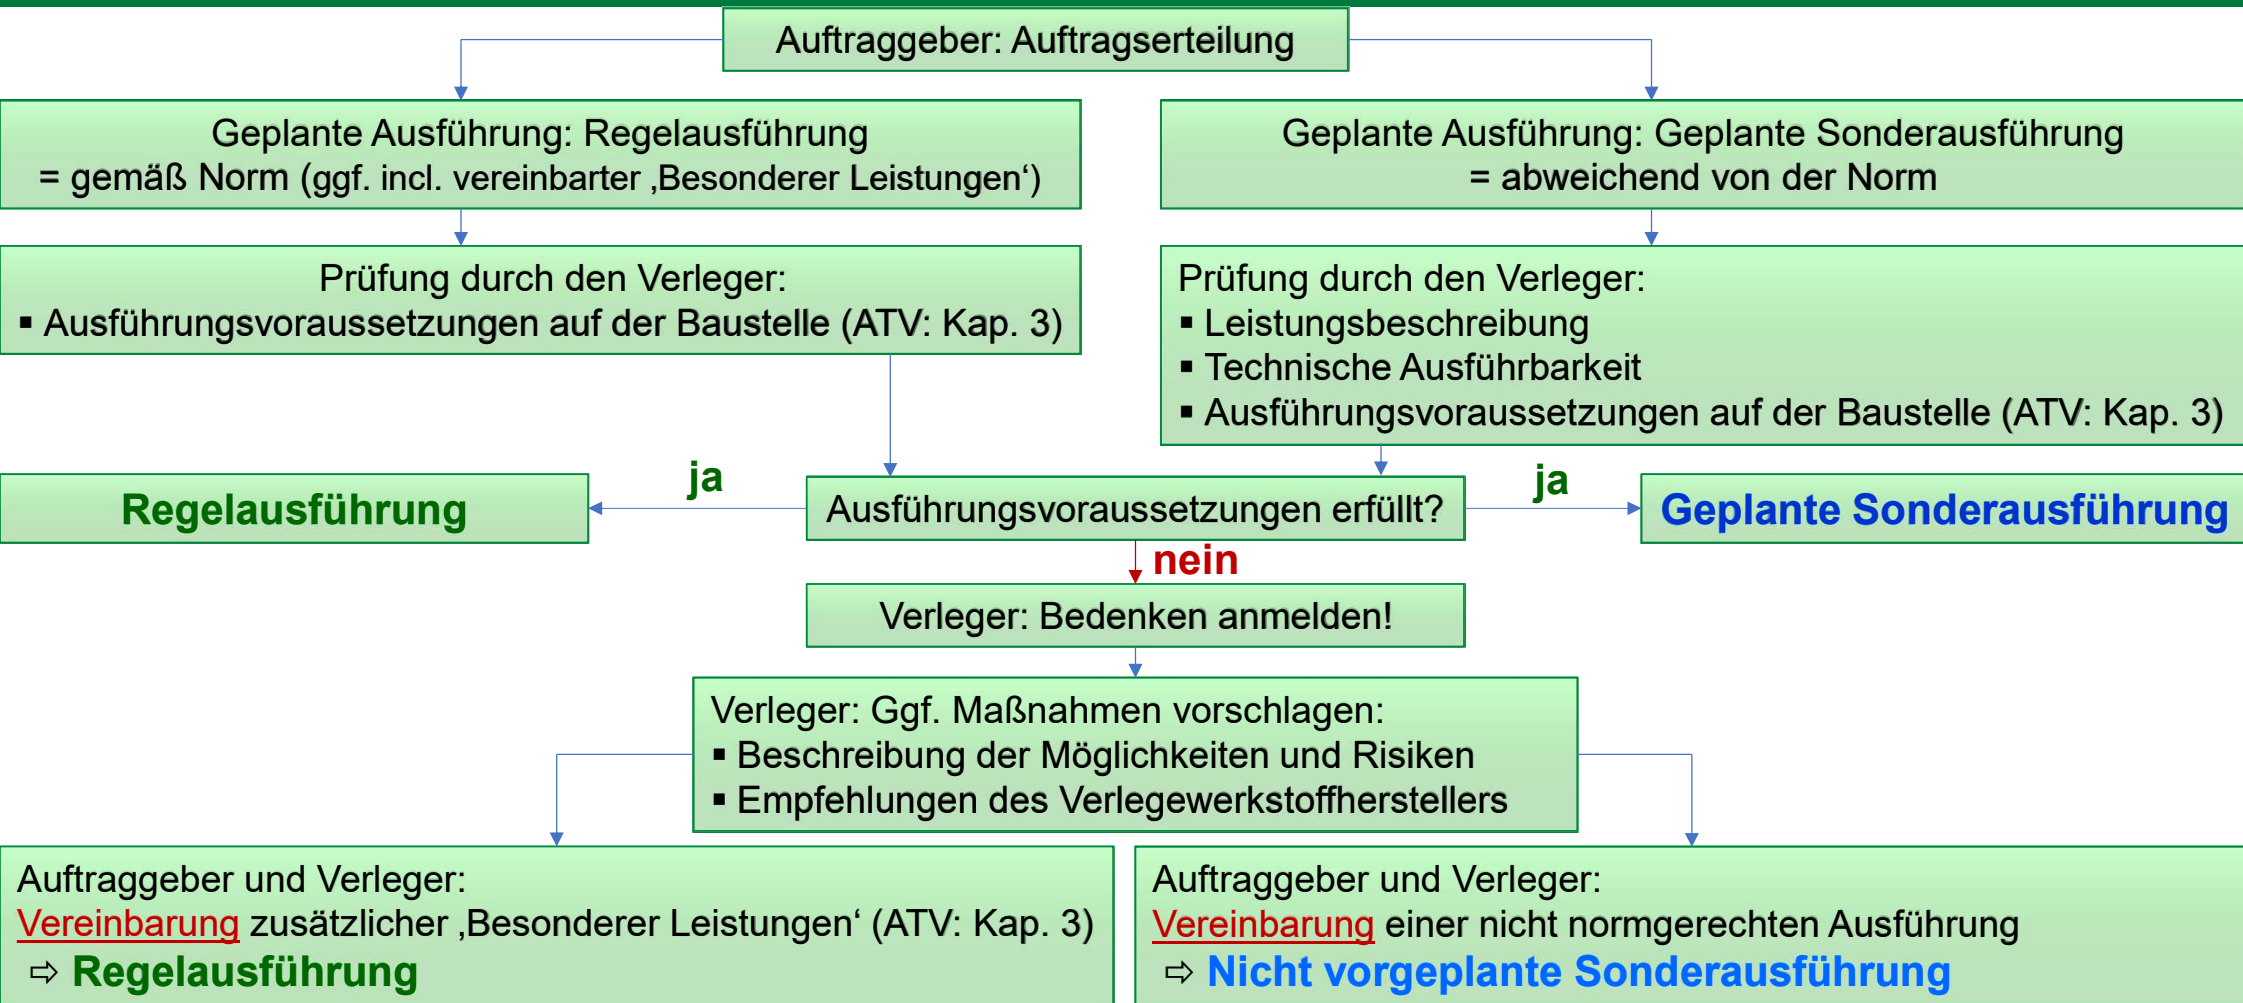 Auftraggeber: Auftragserteilung
Geplante Ausführung: Regelausführung
= gemäß Norm (ggf. incl. vereinbarter ‚Besonderer Leistungen‘)
Geplante Ausführung: Geplante Sonderausführung
= abweichend von der Norm
Prüfung durch den Verleger:
▪ Ausführungsvoraussetzungen auf der Baustelle (ATV: Kap. 3)
Prüfung durch den Verleger:
▪ Leistungsbeschreibung
▪ Technische Ausführbarkeit
▪ Ausführungsvoraussetzungen auf der Baustelle (ATV: Kap. 3)
Regelausführung
ja
Ausführungsvoraussetzungen erfüllt?
ja
Geplante Sonderausführung
nein
Verleger: Bedenken anmelden!
Verleger: Ggf. Maßnahmen vorschlagen:
▪ Beschreibung der Möglichkeiten und Risiken
▪ Empfehlungen des Verlegewerkstoffherstellers
Auftraggeber und Verleger:
Vereinbarung zusätzlicher ‚Besonderer Leistungen‘ (ATV: Kap. 3)
⇨ Regelausführung
Auftraggeber und Verleger:
Vereinbarung einer nicht normgerechten Ausführung
⇨ Nicht vorgeplante Sonderausführung